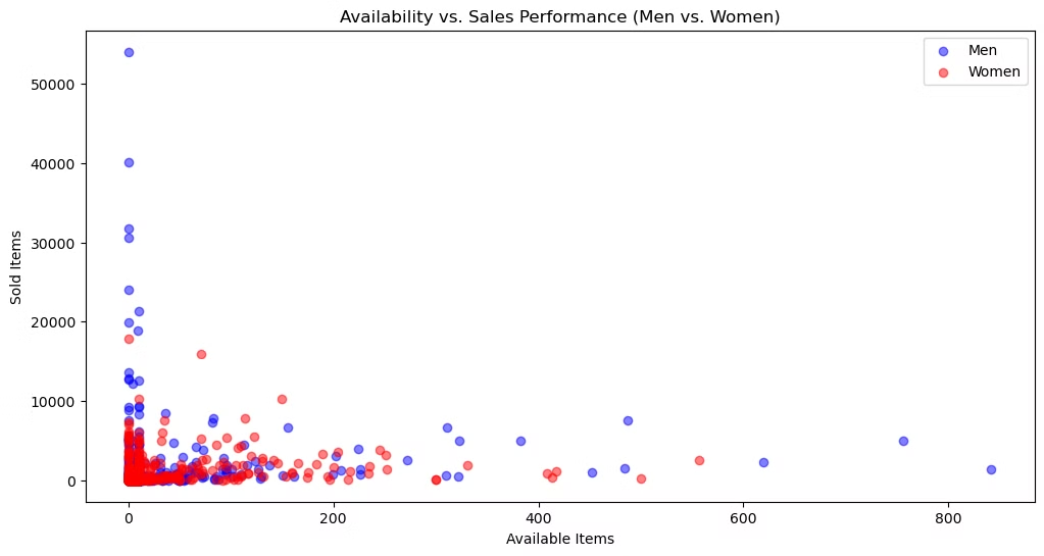 Availability vs. Sales Performance (Men vs. Women)
Men
Women
50000
40000
30000
20000
10000
0
Sold Items
0 200 400 600 800
Available Items